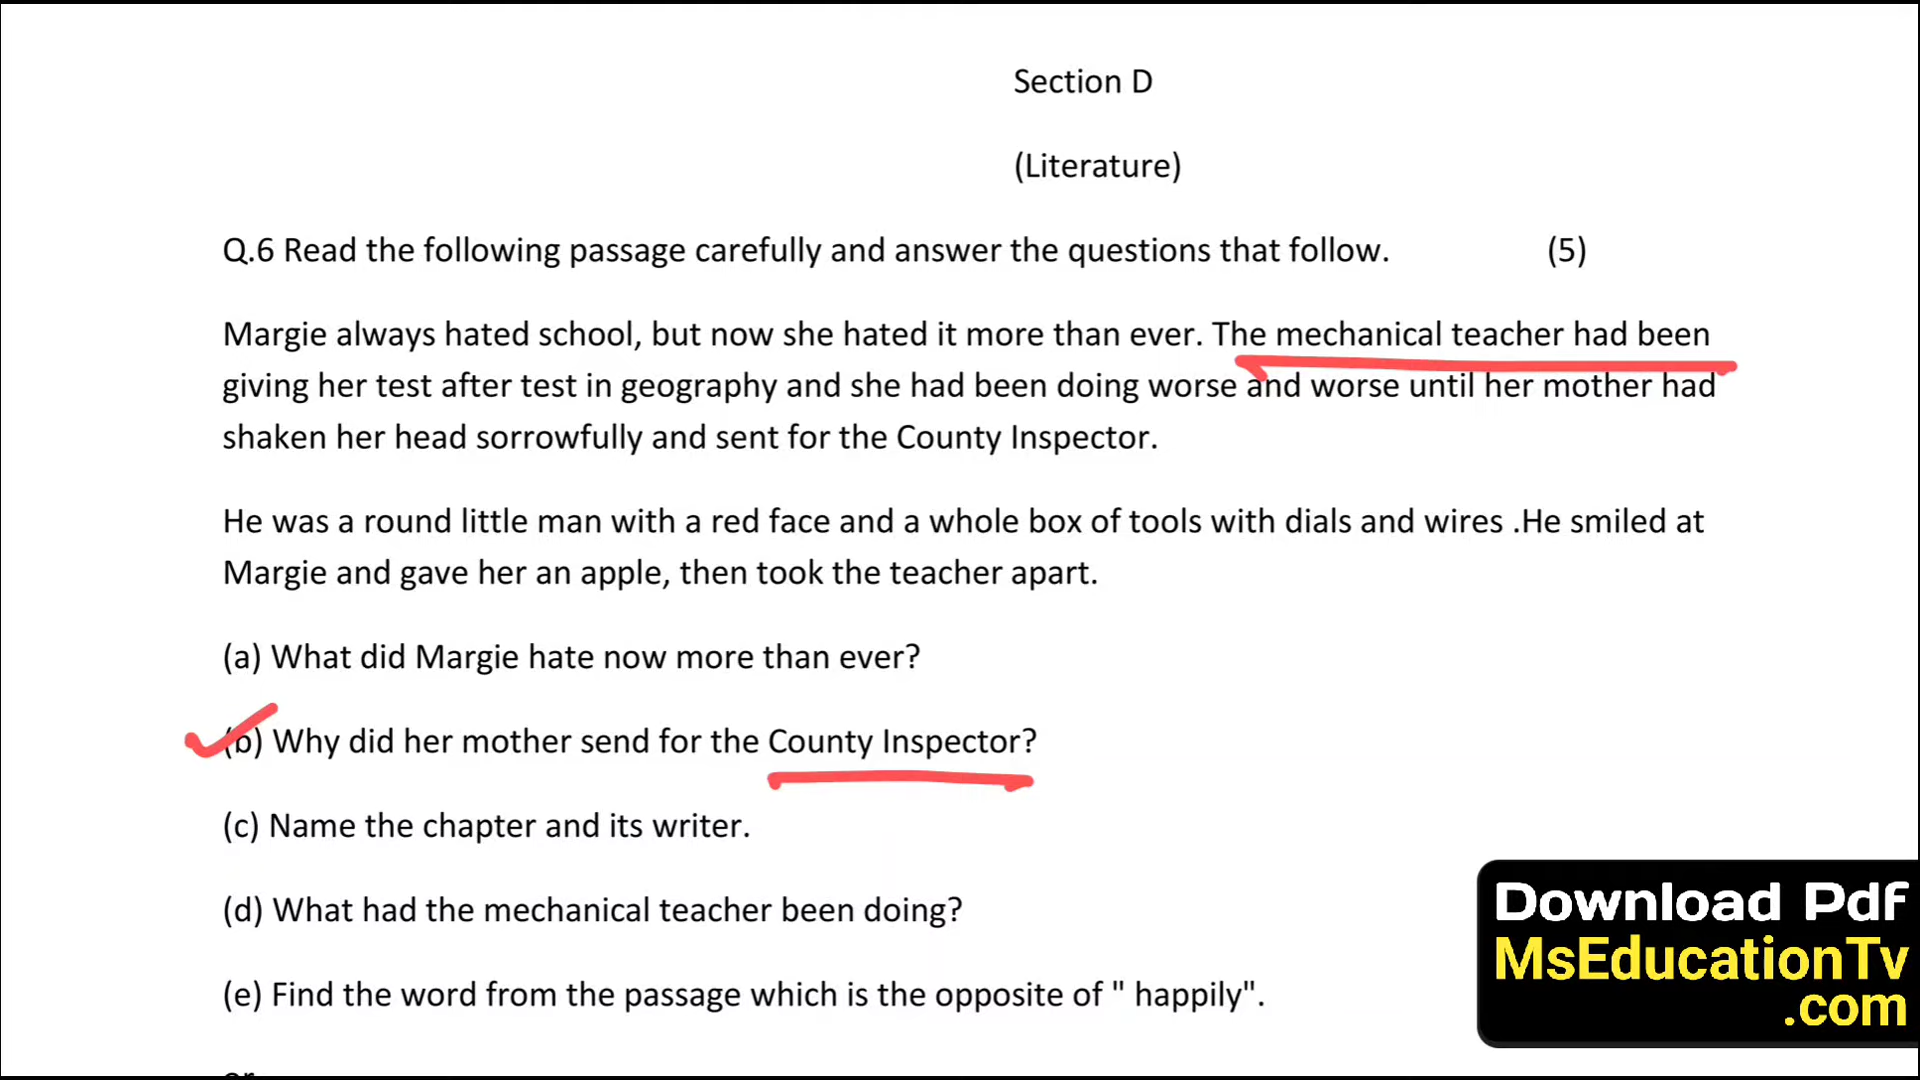 Section D
(Literature)
Q.6 Read the following passage carefully and answer the questions that follow. (5)
Margie always hated school, but now she hated it more than ever. The mechanical teacher had been
giving her test after test in geography and she had been doing worse and worse until her mother had
shaken her head sorrowfully and sent for the County Inspector.
He was a round little man with a red face and a whole box of tools with dials and wires .He smiled at
Margie and gave her an apple, then took the teacher apart.
(a) What did Margie hate now more than ever?
(b) Why did her mother send for the County Inspector?
(c) Name the chapter and its writer.
(d) What had the mechanical teacher been doing?
(e) Find the word from the passage which is the opposite of " happily".
Download Pdf
MsEducationTv
.com